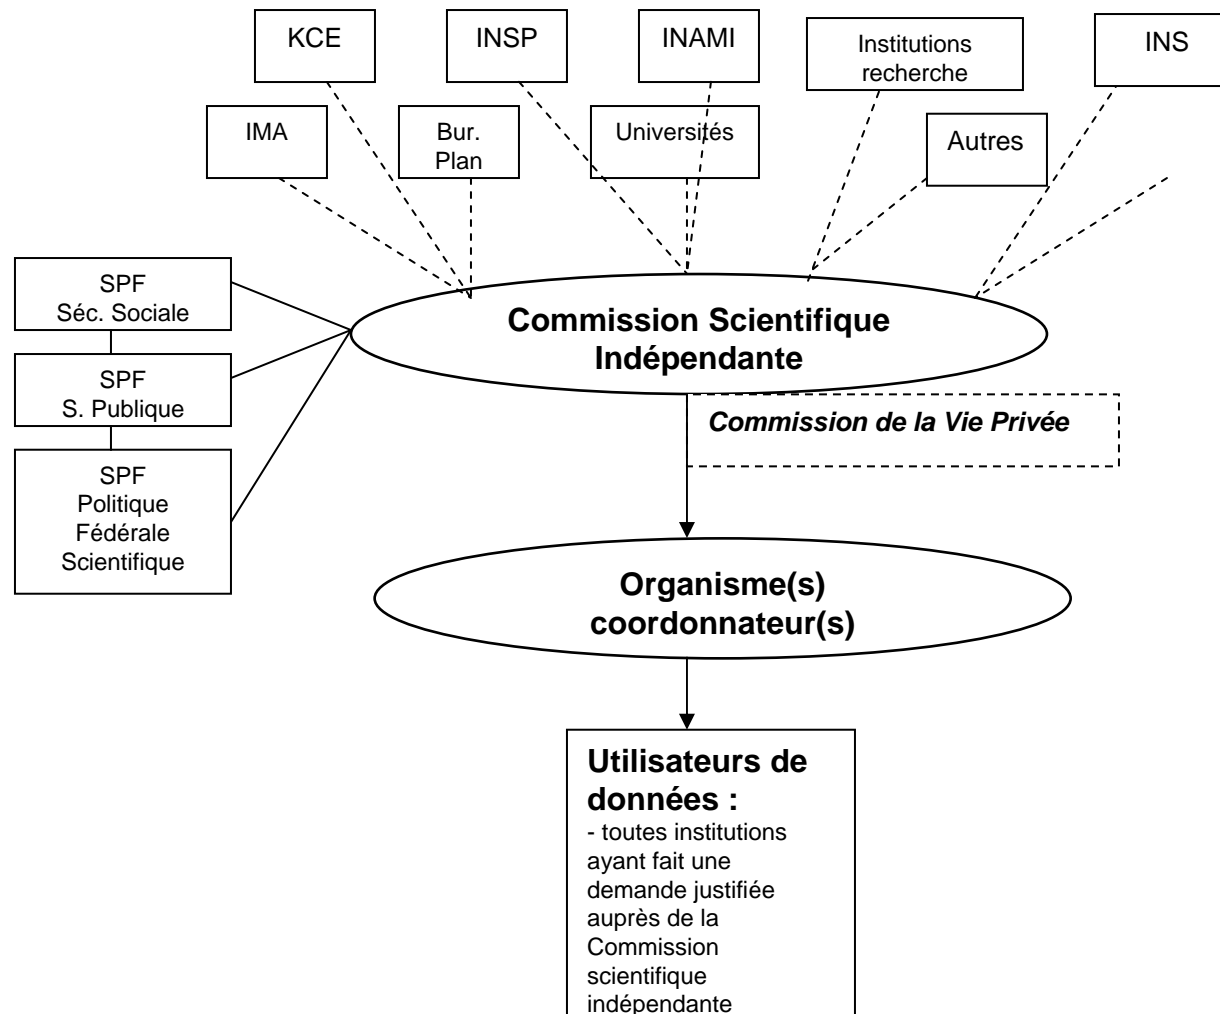 KCE
INSP
INAMI
Institutions
recherche
INS
IMA
Bur.
Plan
Universités
Autres
SPF
Séc. Sociale
SPF
S. Publique
SPF
Politique
Fédérale
Scientifique
Commission Scientifique
Indépendante
Commission de la Vie Privée
Organisme(s)
coordonnateur(s)
Utilisateurs de
données :
- toutes institutions
ayant fait une
demande justifiée
auprès de la
Commission
scientifique
indépendante